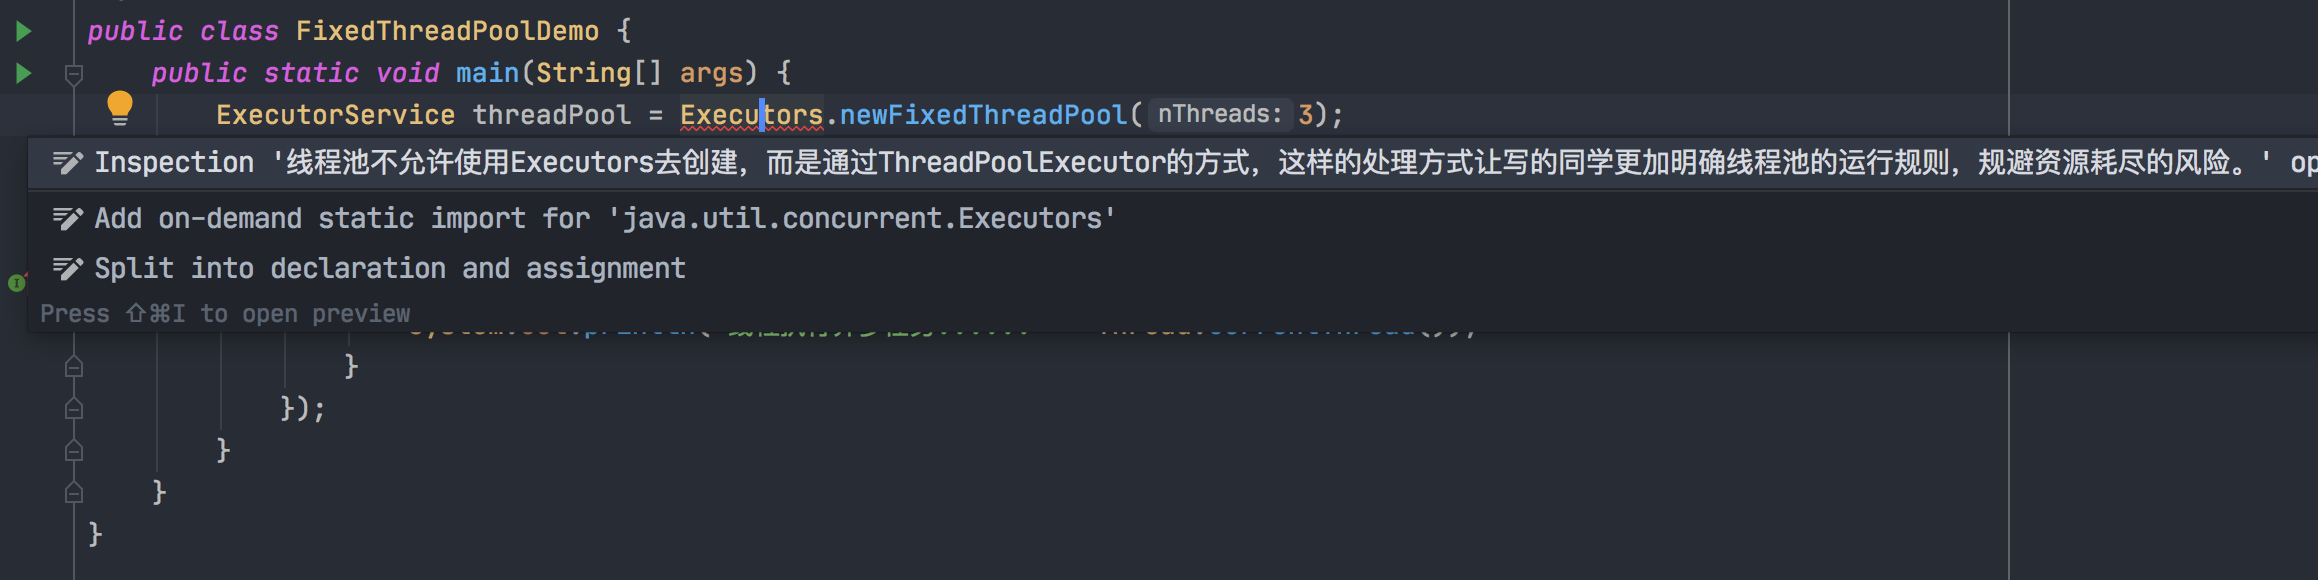 public class FixedThreadPoolDemo {
public static void main(String[] args) {
ExecutorService threadPool = Executors.newFixedThreadPool( nThreads: 3);
Inspection '线程池不允许使用Executors去创建，而是通过ThreadPoolExecutor的方式，这样的处理方式让写的同学更加明确线程池的运行规则，规避资源耗尽的风险。' op
Add on-demand static import for 'java.util.concurrent.Executors'
Split into declaration and assignment
Press ⇧⌘I to open preview
}
});
}
}
}